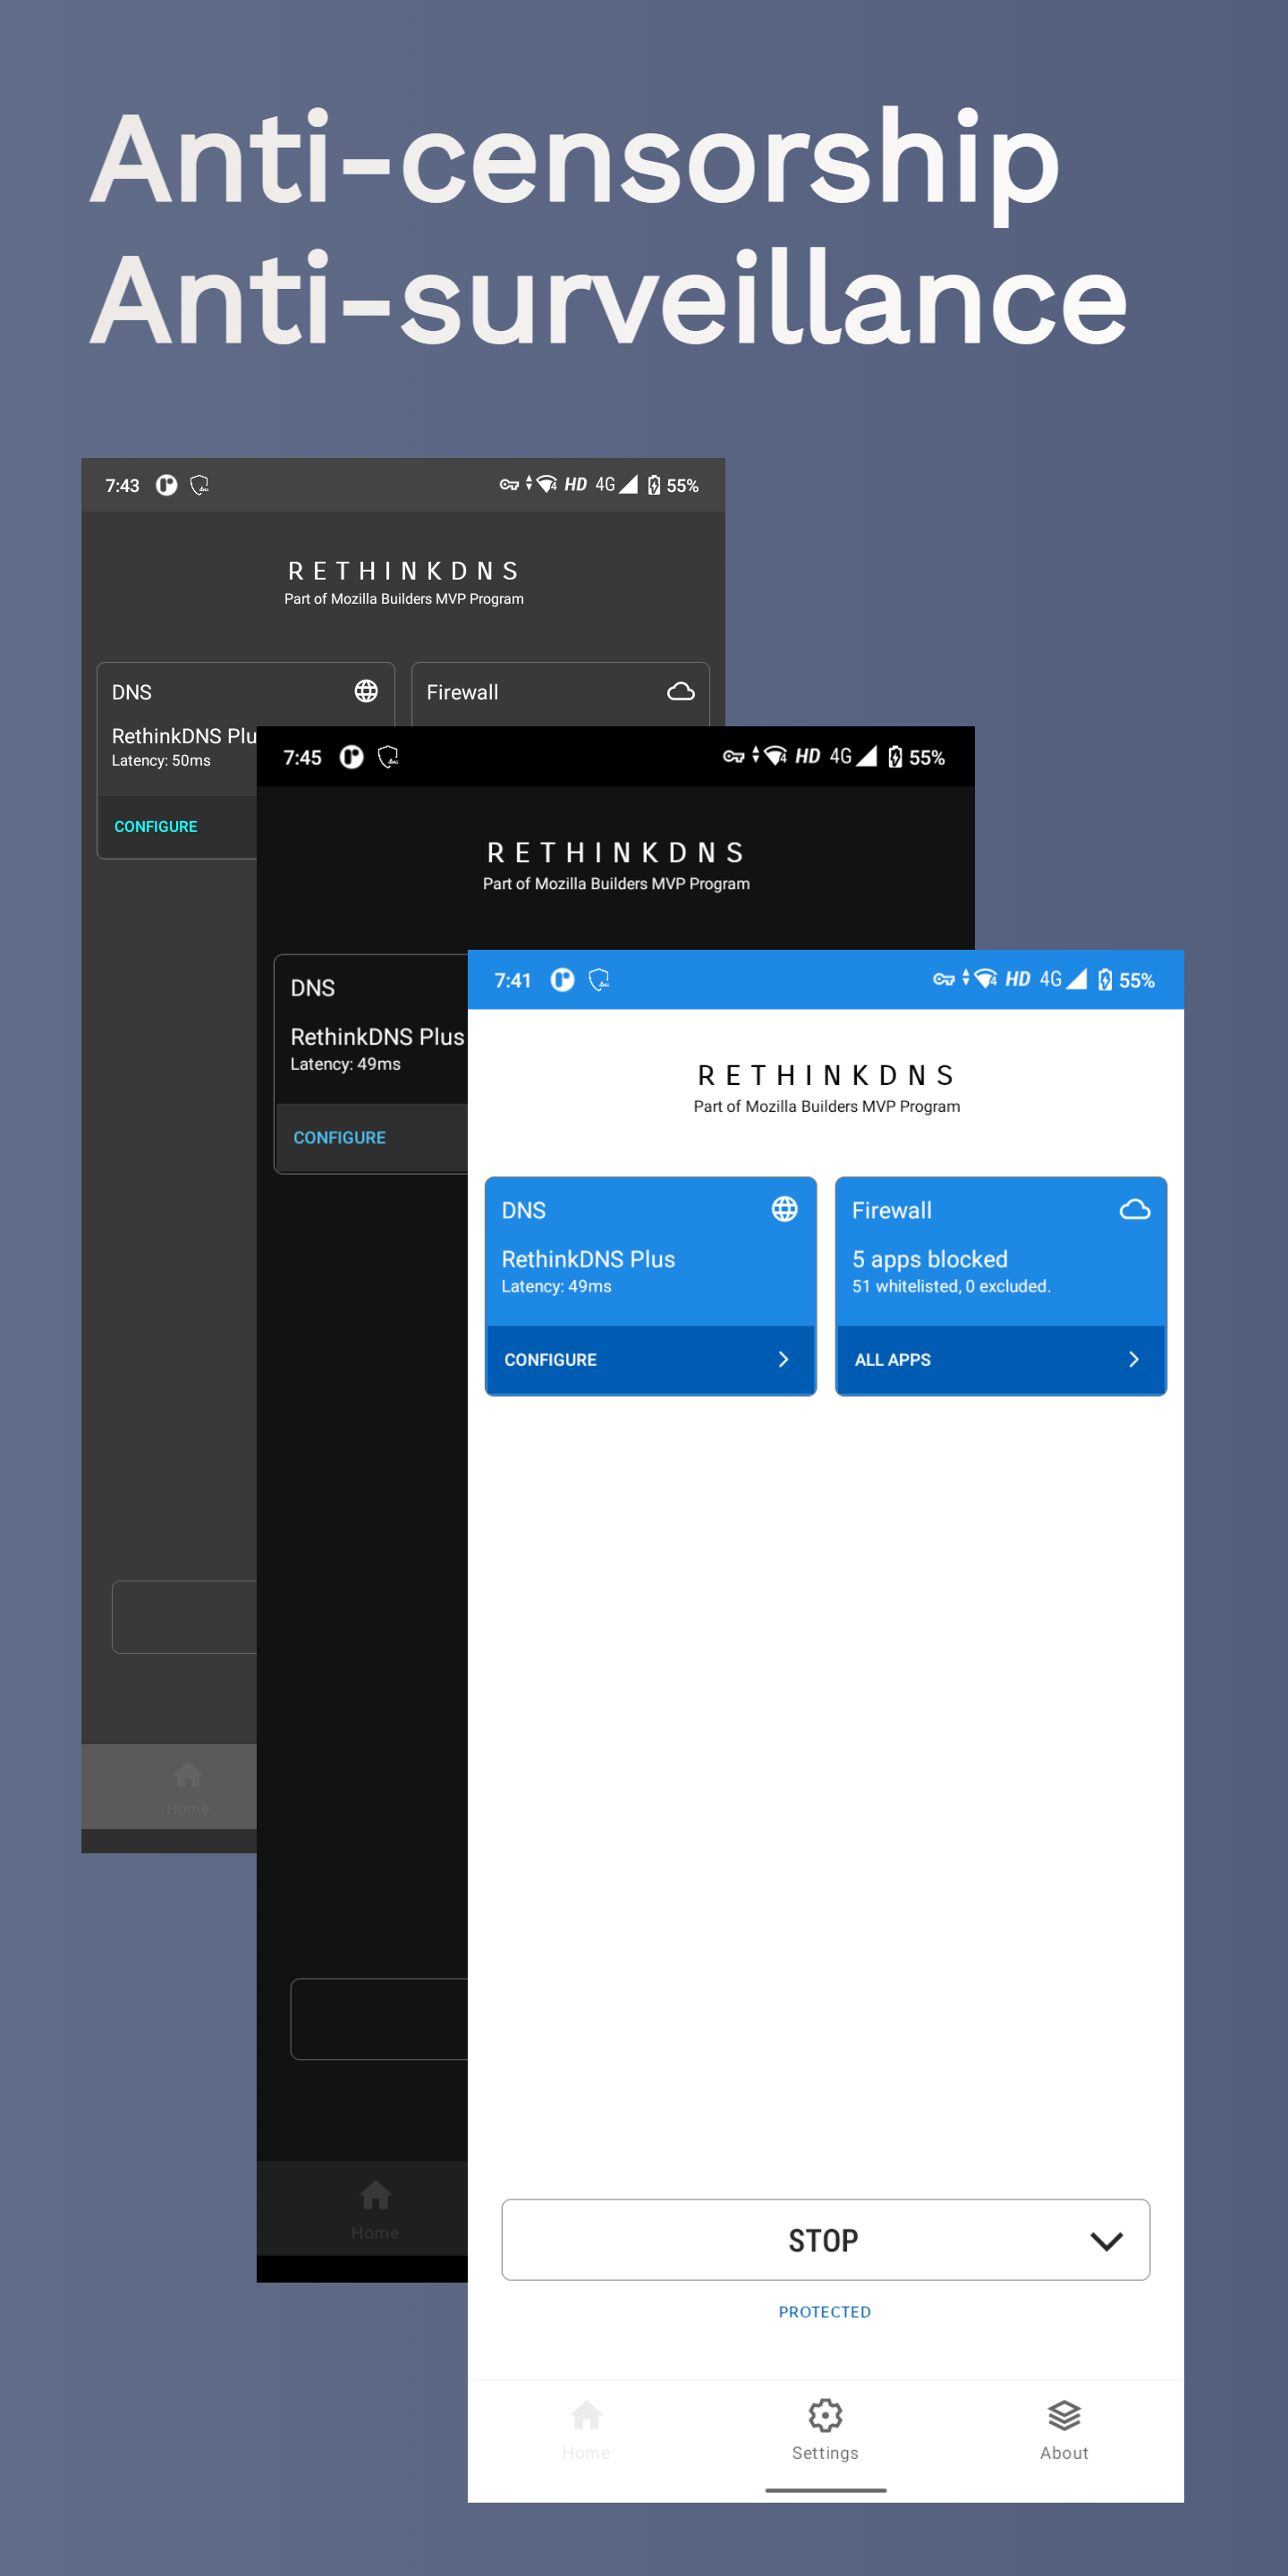 Anti-censorship
Anti-surveillance
7:43 HD 4G 55%
RETHINKDNS
Part of Mozilla Builders MVP Program
DNS
RethinkDNS Plu
Latency: 50ms
CONFIGURE
Firewall
Home
7:45 4 HD 4G 55%
RETHINKDNS
Part of Mozilla Builders MVP Program
DNS
RethinkDNS Plus
Latency: 49ms
CONFIGURE
Home
7:41 4 HD 4G 55%
RETHINKDNS
Part of Mozilla Builders MVP Program
DNS
RethinkDNS Plus
Latency: 49ms
CONFIGURE
Firewall
5 apps blocked
51 whitelisted, 0 excluded.
ALL APPS
STOP
PROTECTED
Home
Settings
About